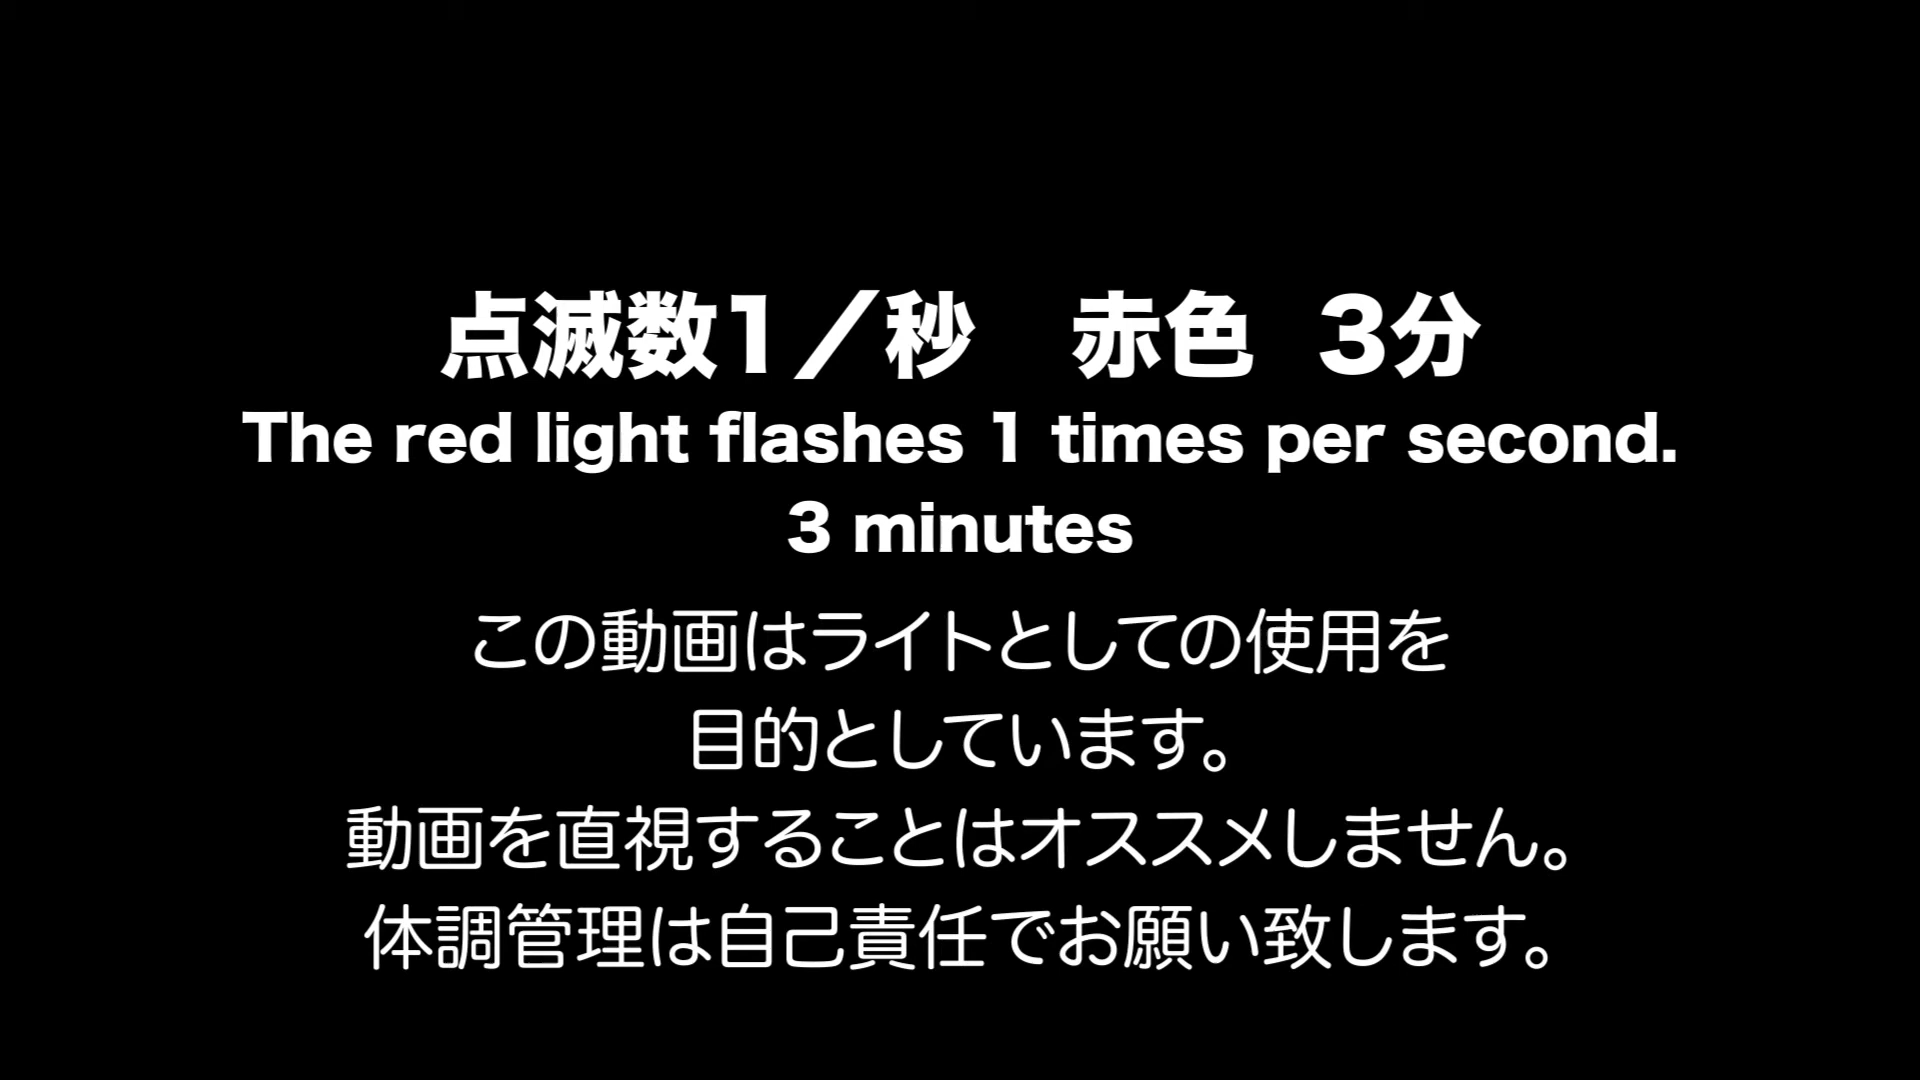 点滅数1／秒　赤色 3分
The red light flashes 1 times per second.
3 minutes
この動画はライトとしての使用を
目的としています。
動画を直視することはオススメしません。
体調管理は自己責任でお願い致します。